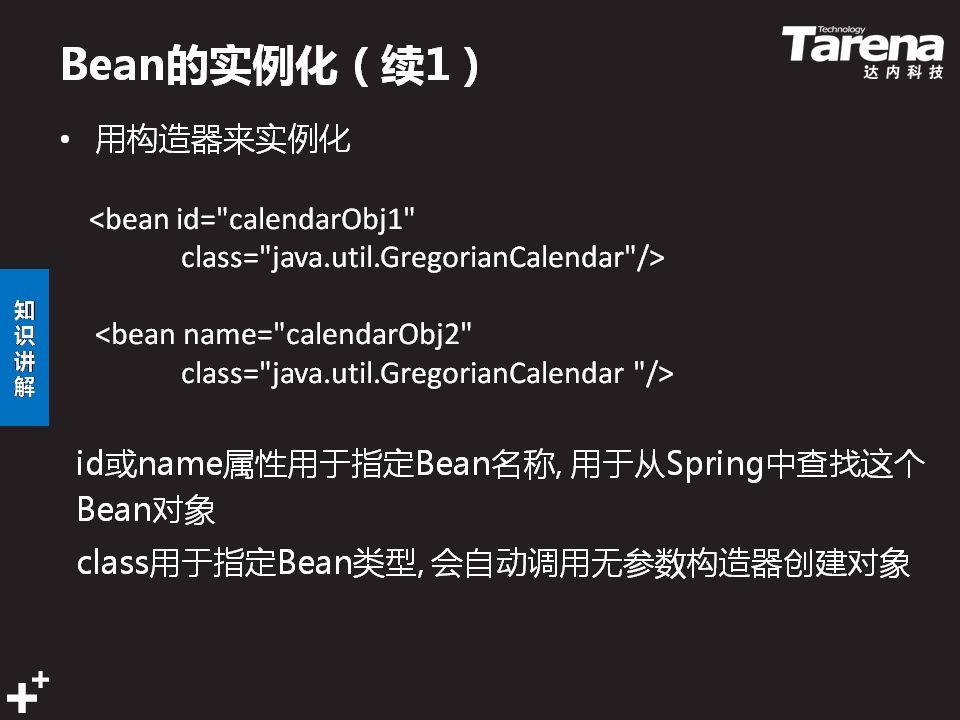 Bean的实例化（续1）
Technology
Tarena
达内科技
• 用构造器来实例化
<bean id="calendarObj1"
class="java.util.GregorianCalendar"/>
<bean name="calendarObj2"
class="java.util.GregorianCalendar "/>
知识讲解
id或name属性用于指定Bean名称, 用于从Spring中查找这个
Bean对象
class用于指定Bean类型, 会自动调用无参数构造器创建对象